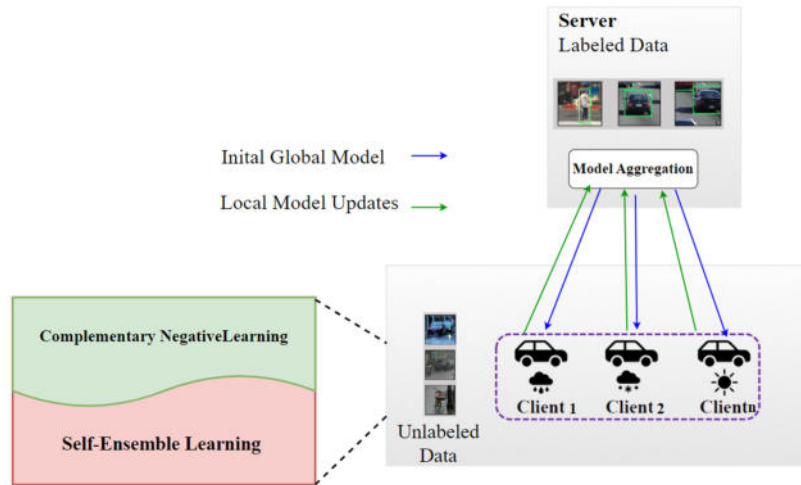 Server
Labeled Data
Inital Global Model
Model Aggregation
Local Model Updates
Complementary NegativeLearning
Self-Ensemble Learning
Unlabeled
Data
Client 1
Client 2
Clientn